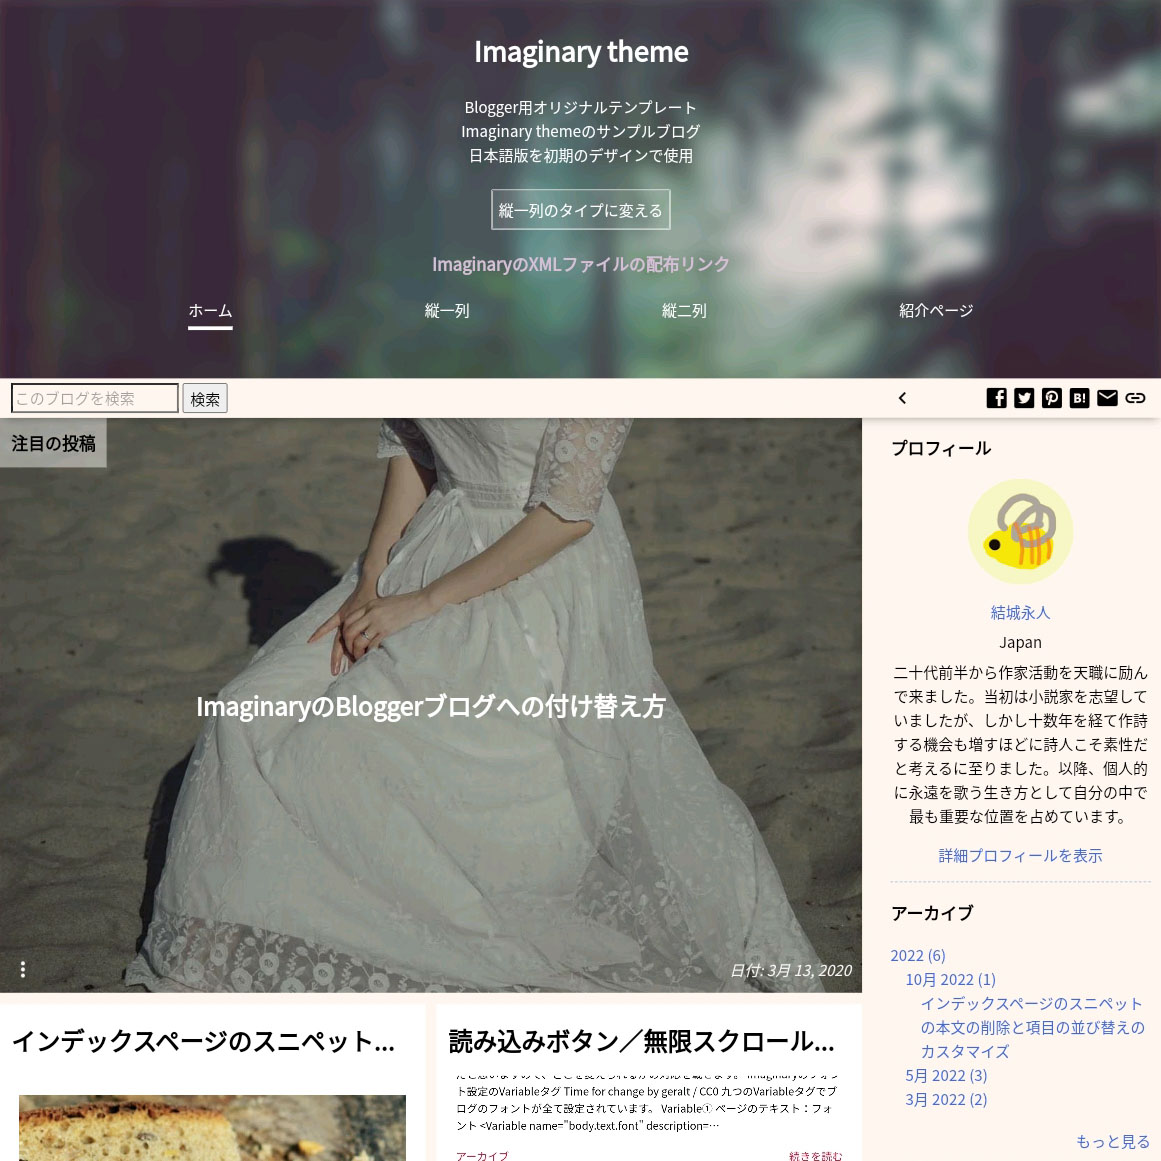 Imaginary theme
Blogger用オリジナルテンプレート
Imaginary themeのサンプルブログ
日本語版を初期のデザインで使用
縦一列のタイプに変える
ImaginaryのXMLファイルの配布リンク
ホーム
縦一列
縦二列
紹介ページ
このブログを検索
検索
B!
注目の投稿
ImaginaryのBloggerブログへの付け替え方
日付: 3月 13, 2020
インデックスページのスニペット...
読み込みボタン／無限スクロール...
ト設定のVariableタグ Time for change by geralt / CC0 九つのVariableタグでブ
ログのフォントが全て設定されています。 Variable① ページのテキスト：フォ
ント <Variable name="body.text.font" description=…
アーカイブ
続きを読む
プロフィール
結城永人
Japan
二十代前半から作家活動を天職に励ん
で来ました。当初は小説家を志望して
いましたが、しかし十数年を経て作詩
する機会も増すほどに詩人こそ素性だ
と考えるに至りました。以降、個人的
に永遠を歌う生き方として自分の中で
最も重要な位置を占めています。
詳細プロフィールを表示
アーカイブ
2022 (6)
10月 2022 (1)
インデックスページのスニペット
の本文の削除と項目の並び替えの
カスタマイズ
5月 2022 (3)
3月 2022 (2)
もっと見る